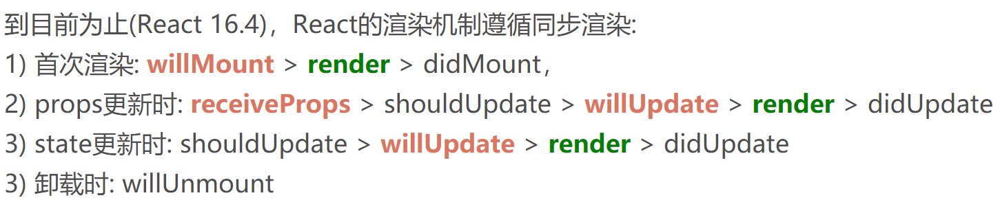 到目前为止(React 16.4)，React的渲染机制遵循同步渲染:
1) 首次渲染: willMount > render > didMount，
2) props更新时: receiveProps > shouldUpdate > willUpdate > render > didUpdate
3) state更新时: shouldUpdate > willUpdate > render > didUpdate
3) 卸载时: willUnmount